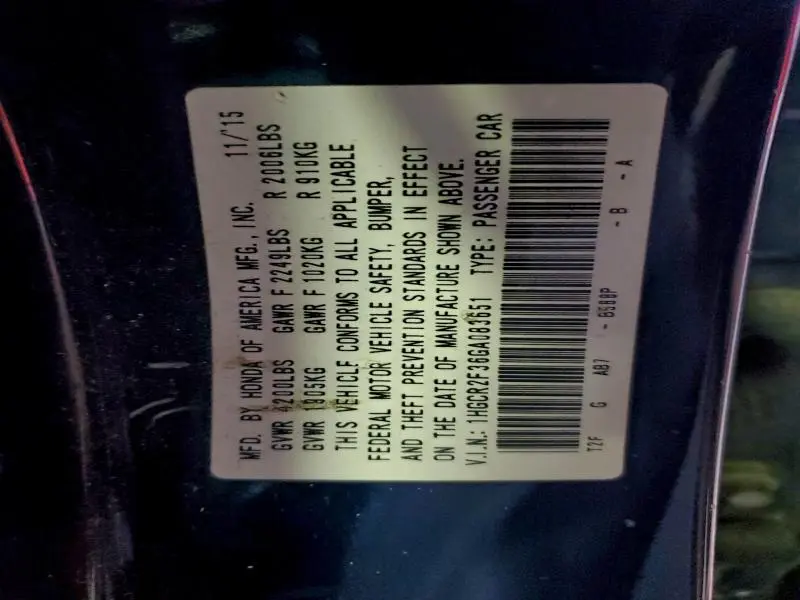 MFD. BY HONDA OF AMERICA MFG., INC. 11/'15
GVWR 4200LBS GAWR F 2249LBS R 2006LBS
GVWR 1905KG GAWR F 1020KG R 910KG
THIS VEHICLE CONFORMS TO ALL APPLICABLE
FEDERAL MOTOR VEHICLE SAFETY, BUMPER,
AND THEFT PREVENTION STANDARDS IN EFFECT
ON THE DATE OF MANUFACTURE SHOWN ABOVE.
V.I.N.: 1HGCR2F36GA083651 TYPE: PASSENGER CAR
T2F G AB7 -B588P - B - A